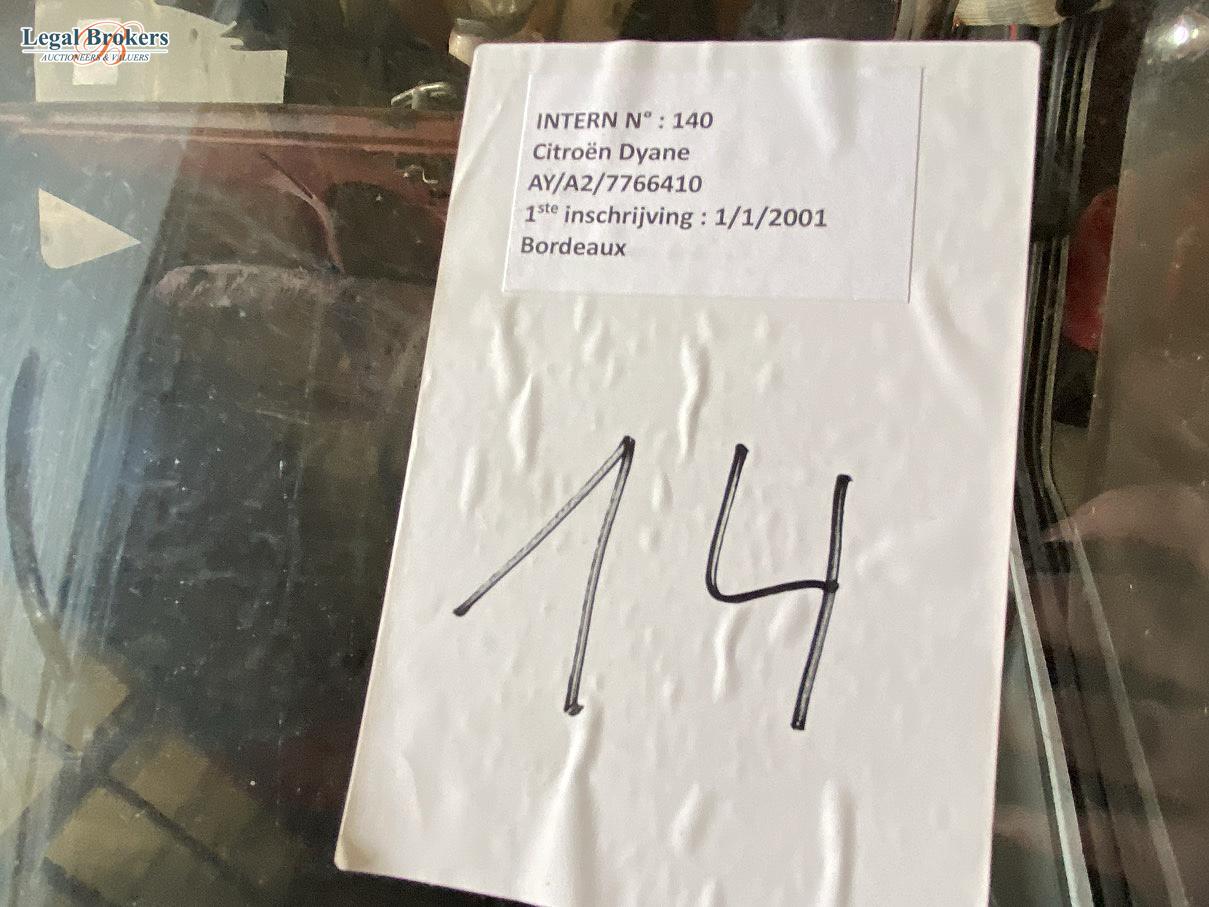 Legal Brokers
AUCTIONEERS & VALUERS
INTERN N° : 140
Citroën Dyane
AY/A2/7766410
1ste inschrijving : 1/1/2001
Bordeaux
14